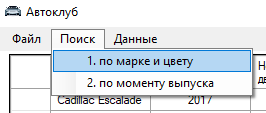 Автоклуб
Файл Поиск Данные
1. по марке и цвету
2. по моменту выпуска
Cadillac Escalade 2017